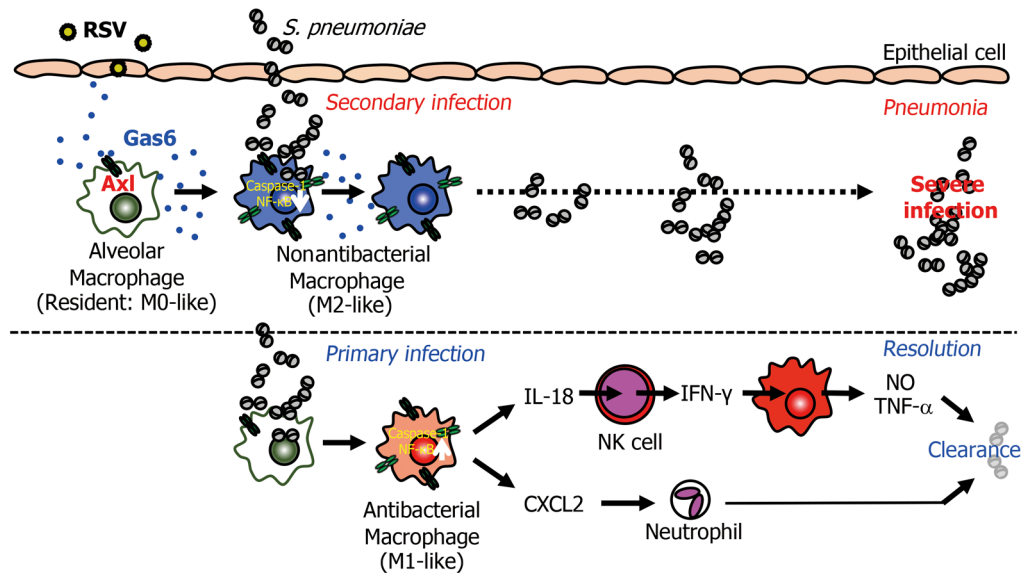 RSV
S. pneumoniae
Epithelial cell
Secondary infection
Pneumonia
Gas6
Axl
Caspase-1
NF-κB
Severe
infection
Alveolar
Macrophage
(Resident: M0-like)
Nonantibacterial
Macrophage
(M2-like)
Primary infection
Resolution
IL-18
NK cell
IFN-γ
NO
TNF-α
Caspase-1
NF-κB
Clearance
CXCL2
Neutrophil
Antibacterial
Macrophage
(M1-like)